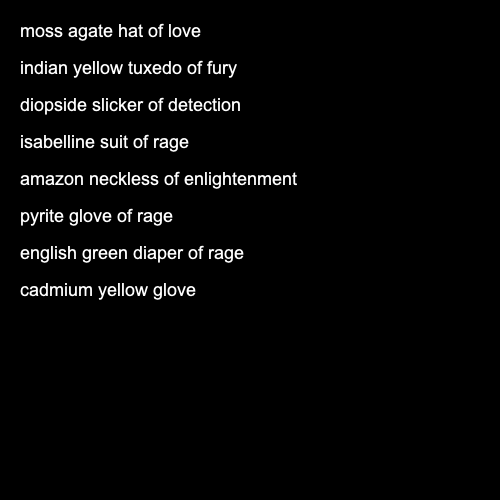 moss agate hat of love
indian yellow tuxedo of fury
diopside slicker of detection
isabelline suit of rage
amazon neckless of enlightenment
pyrite glove of rage
english green diaper of rage
cadmium yellow glove